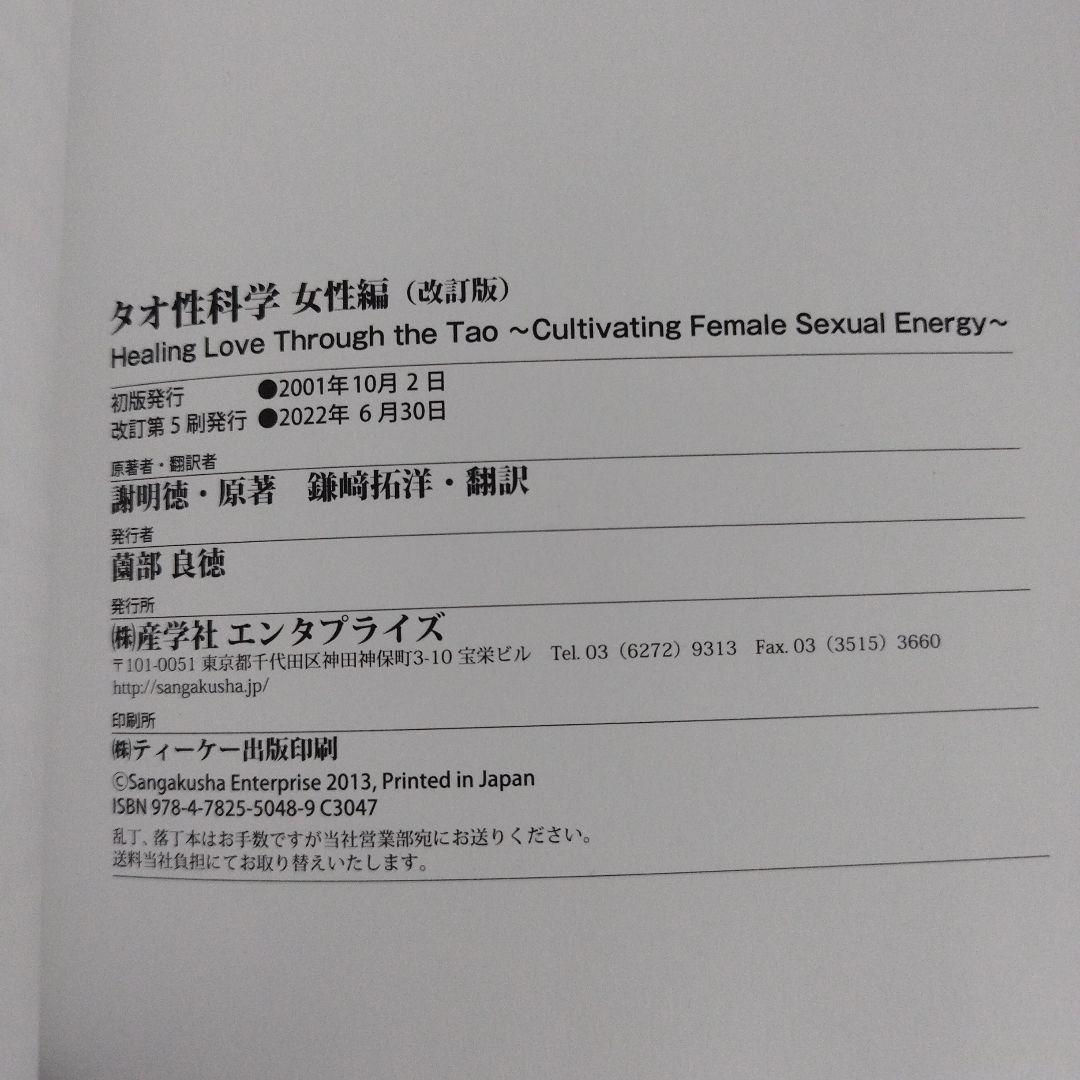 タオ性科学 女性編（改訂版）
Healing Love Through the Tao ～Cultivating Female Sexual Energy～
初版発行 ●2001年10月 2 日
改訂第 5 刷発行 ●2022年 6 月30日
原著者・翻訳者
謝明徳・原著 鎌﨑拓洋・翻訳
発行者
薗部 良徳
発行所
㈱産学社 エンタプライズ
〒101-0051 東京都千代田区神田神保町3-10 宝栄ビル Tel. 03（6272）9313 Fax. 03（3515）3660
http://sangakusha.jp/
印刷所
㈱ティーケー出版印刷
©Sangakusha Enterprise 2013, Printed in Japan
ISBN 978-4-7825-5048-9 C3047
乱丁、落丁本はお手数ですが当社営業部宛にお送りください。
送料当社負担にてお取り替えいたします。